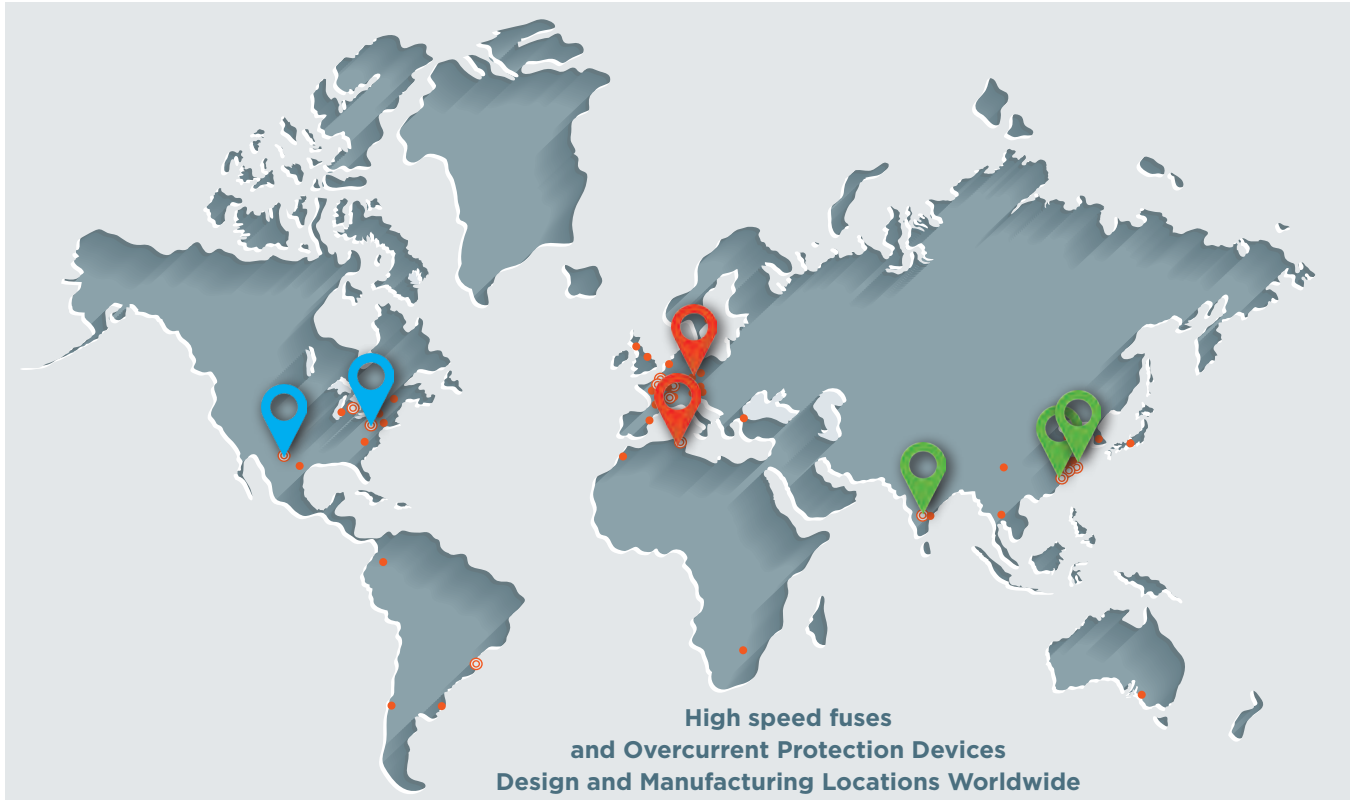 High speed fuses
and Overcurrent Protection Devices
Design and Manufacturing Locations Worldwide